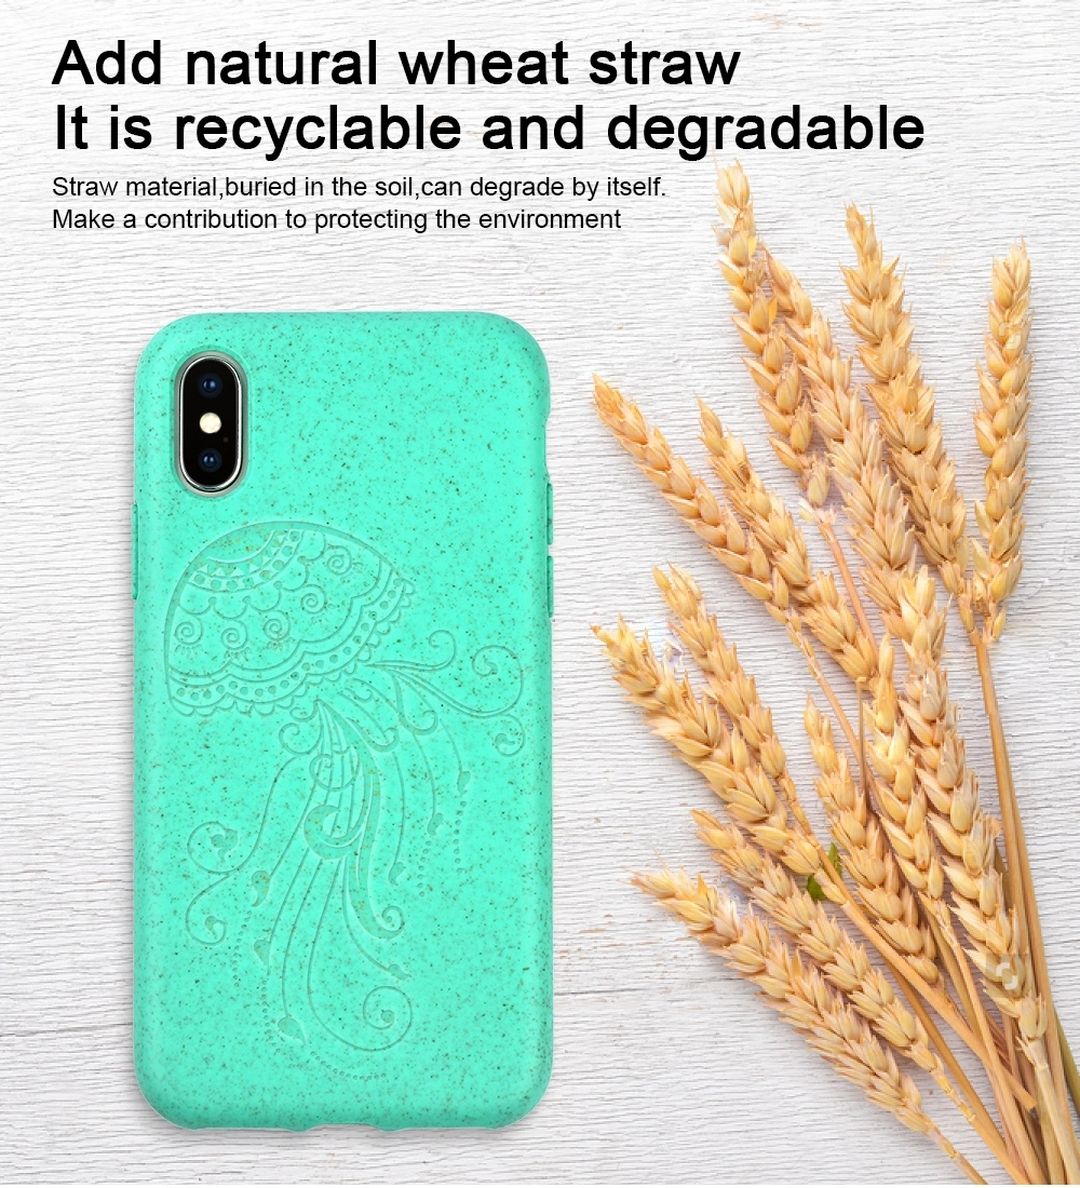 Add natural wheat straw
It is recyclable and degradable
Straw material,buried in the soil,can degrade by itself.
Make a contribution to protecting the environment